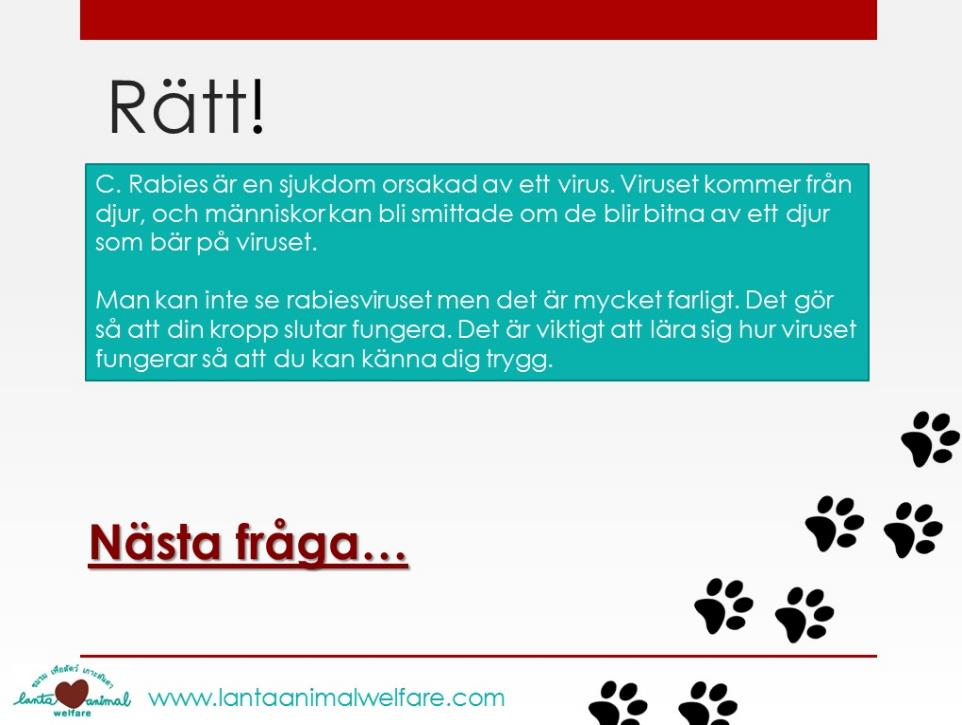 Rätt!
C. Rabies är en sjukdom orsakad av ett virus. Viruset kommer från
djur, och människor kan bli smittade om de blir bitna av ett djur
som bär på viruset.
Man kan inte se rabiesviruset men det är mycket farligt. Det gör
så att din kropp slutar fungera. Det är viktigt att lära sig hur viruset
fungerar så att du kan känna dig trygg.
Nästa fråga...
lanta animal
welfare
www.lantaanimalwelfare.com